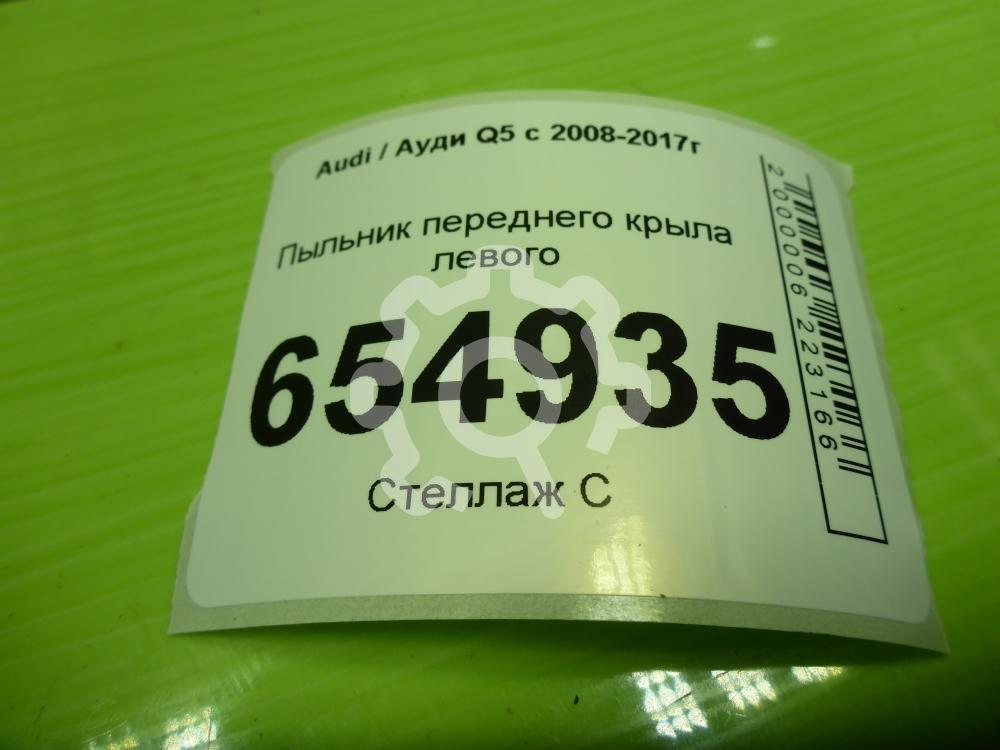 Audi / Ауди Q5 с 2008-2017г
Пыльник переднего крыла
левого
654935
Стеллаж С
2000006223166